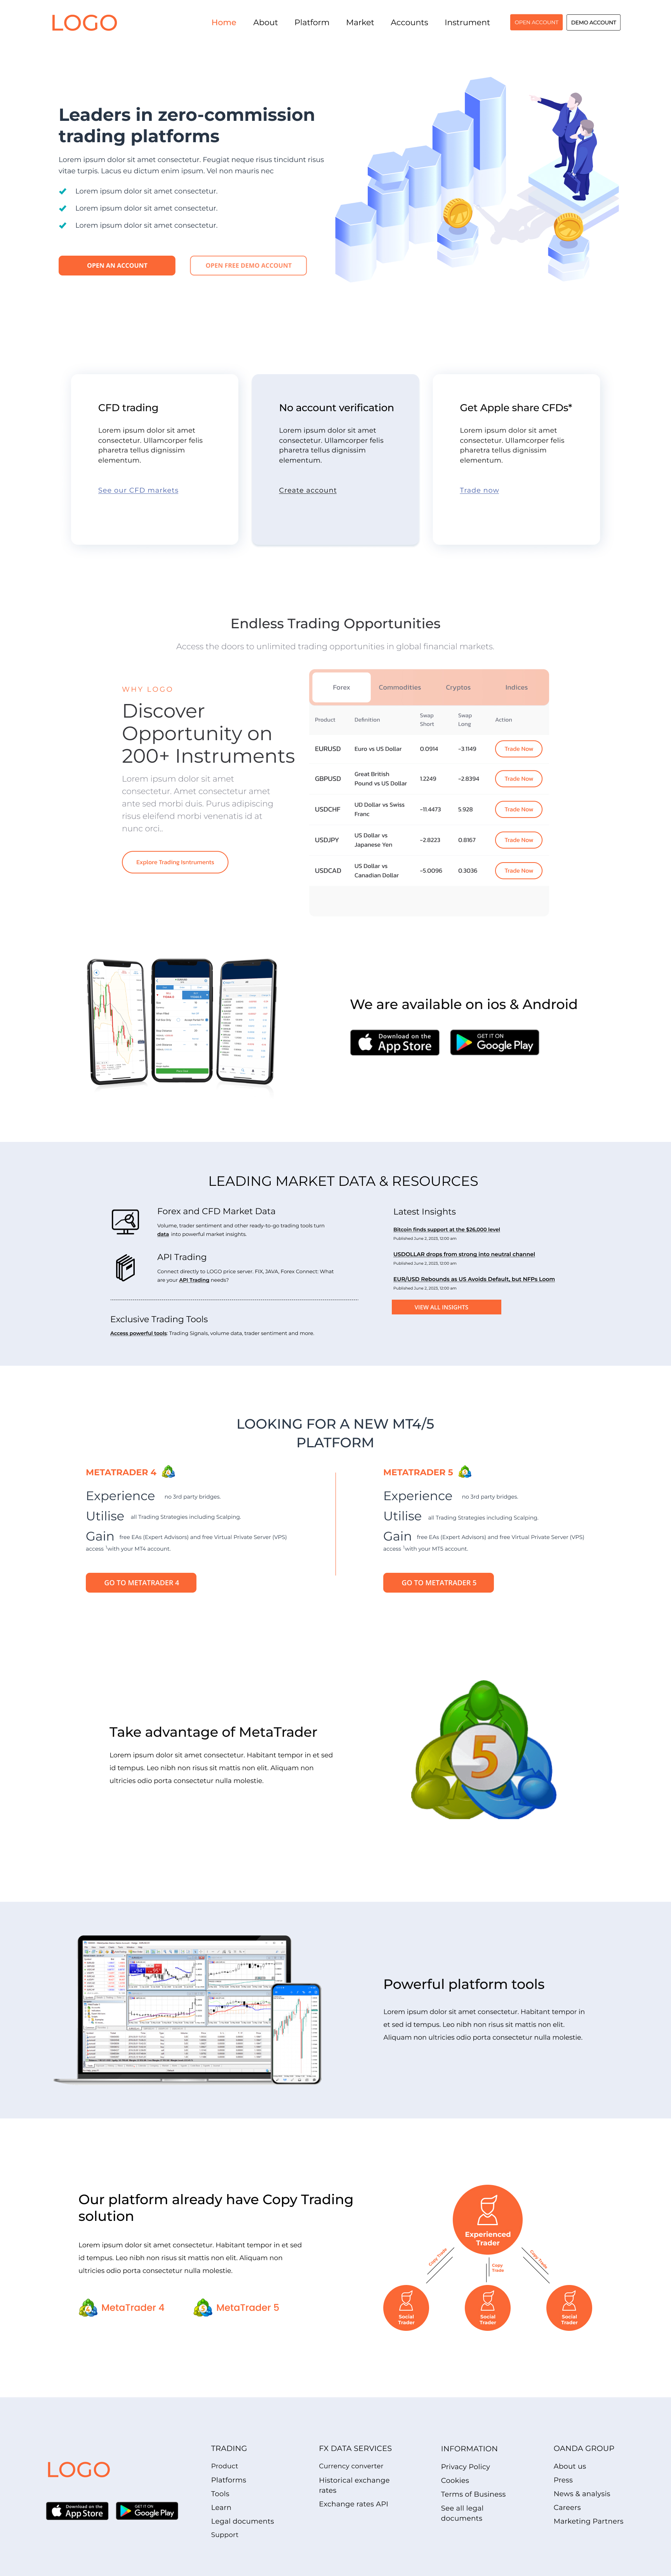 LOGO
Home About Platform Market Accounts Instrument OPEN ACCOUNT DEMO ACCOUNT
Leaders in zero-commission
trading platforms
Lorem ipsum dolor sit amet consectetur. Feugiat neque risus tincidunt risus
vitae turpis. Lacus eu dictum enim ipsum. Vel non mauris nec
Lorem ipsum dolor sit amet consectetur.
Lorem ipsum dolor sit amet consectetur.
Lorem ipsum dolor sit amet consectetur.
OPEN AN ACCOUNT
OPEN FREE DEMO ACCOUNT
CFD trading
Lorem ipsum dolor sit amet
consectetur. Ullamcorper felis
pharetra tellus dignissim
elementum.
See our CFD markets
No account verification
Lorem ipsum dolor sit amet
consectetur. Ullamcorper felis
pharetra tellus dignissim
elementum.
Create account
Get Apple share CFDs*
Lorem ipsum dolor sit amet
consectetur. Ullamcorper felis
pharetra tellus dignissim
elementum.
Trade now
Endless Trading Opportunities
Access the doors to unlimited trading opportunities in global financial markets.
WHY LOGO
Discover
Opportunity on
200+ Instruments
Lorem ipsum dolor sit amet
consectetur. Amet consectetur amet
ante sed morbi duis. Purus adipiscing
risus eleifend morbi venenatis id at
nunc orci..
Explore Trading Isntruments
Forex Commodities Cryptos Indices
Product Definition Swap Short Swap Long Action
EURUSD Euro vs US Dollar 0.0914 -3.1149 Trade Now
GBPUSD Great British Pound vs US Dollar 1.2249 -2.8394 Trade Now
USDCHF UD Dollar vs Swiss Franc -11.4473 5.928 Trade Now
USDJPY US Dollar vs Japanese Yen -2.8223 0.8167 Trade Now
USDCAD US Dollar vs Canadian Dollar -5.0096 0.3036 Trade Now
We are available on ios & Android
Download on the
App Store
GET IT ON
Google Play
LEADING MARKET DATA & RESOURCES
Forex and CFD Market Data
Volume, trader sentiment and other ready-to-go trading tools turn
data into powerful market insights.
API Trading
Connect directly to LOGO price server. FIX, JAVA, Forex Connect: What
are your API Trading needs?
Exclusive Trading Tools
Access powerful tools: Trading Signals, volume data, trader sentiment and more.
Latest Insights
Bitcoin finds support at the $26,000 level
Published June 2, 2023, 12:00 am
USDOLLAR drops from strong into neutral channel
Published June 2, 2023, 12:00 am
EUR/USD Rebounds as US Avoids Default, but NFPs Loom
Published June 2, 2023, 12:00 am
VIEW ALL INSIGHTS
LOOKING FOR A NEW MT4/5
PLATFORM
METATRADER 4
Experience no 3rd party bridges.
Utilise all Trading Strategies including Scalping.
Gain free EAs (Expert Advisors) and free Virtual Private Server (VPS)
access ¹with your MT4 account.
GO TO METATRADER 4
METATRADER 5
Experience no 3rd party bridges.
Utilise all Trading Strategies including Scalping.
Gain free EAs (Expert Advisors) and free Virtual Private Server (VPS)
access ¹with your MT5 account.
GO TO METATRADER 5
Take advantage of MetaTrader
Lorem ipsum dolor sit amet consectetur. Habitant tempor in et sed
id tempus. Leo nibh non risus sit mattis non elit. Aliquam non
ultricies odio porta consectetur nulla molestie.
5
Powerful platform tools
Lorem ipsum dolor sit amet consectetur. Habitant tempor in
et sed id tempus. Leo nibh non risus sit mattis non elit.
Aliquam non ultricies odio porta consectetur nulla molestie.
Our platform already have Copy Trading
solution
Lorem ipsum dolor sit amet consectetur. Habitant tempor in et sed
id tempus. Leo nibh non risus sit mattis non elit. Aliquam non
ultricies odio porta consectetur nulla molestie.
MetaTrader 4
MetaTrader 5
Experienced
Trader
Copy Trade
Copy
Trade
Copy Trade
Social
Trader
Social
Trader
Social
Trader
LOGO
Download on the
App Store
GET IT ON
Google Play
TRADING
Product
Platforms
Tools
Learn
Legal documents
Support
FX DATA SERVICES
Currency converter
Historical exchange
rates
Exchange rates API
INFORMATION
Privacy Policy
Cookies
Terms of Business
See all legal
documents
OANDA GROUP
About us
Press
News & analysis
Careers
Marketing Partners